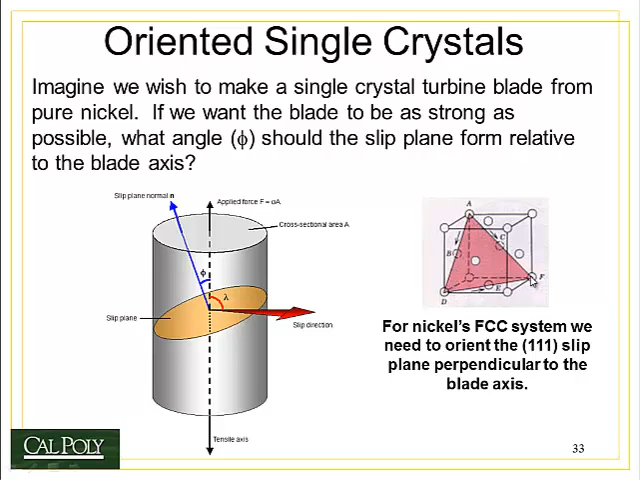 Oriented Single Crystals
Imagine we wish to make a single crystal turbine blade from
pure nickel. If we want the blade to be as strong as
possible, what angle (ϕ) should the slip plane form relative
to the blade axis?
Slip plane normal n
Applied force F = σA
Cross-sectional area A
ϕ
λ
Slip plane
Slip direction
Tensile axis
A
C
B
F
E
D
For nickel's FCC system we
need to orient the (111) slip
plane perpendicular to the
blade axis.
CAL POLY
33